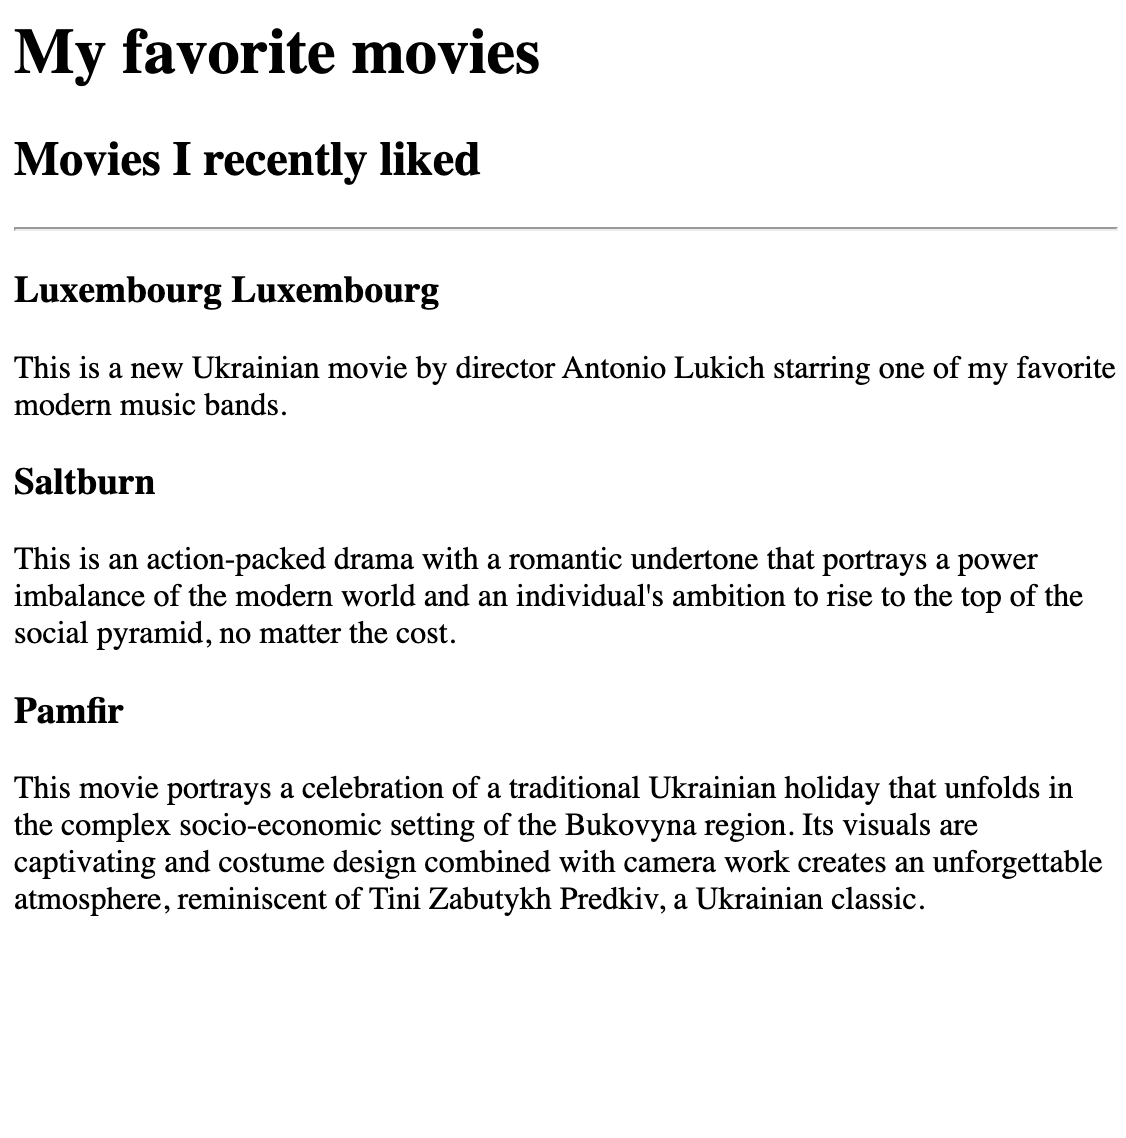 My favorite movies
Movies I recently liked
Luxembourg Luxembourg
This is a new Ukrainian movie by director Antonio Lukich starring one of my favorite
modern music bands.
Saltburn
This is an action-packed drama with a romantic undertone that portrays a power
imbalance of the modern world and an individual's ambition to rise to the top of the
social pyramid, no matter the cost.
Pamfir
This movie portrays a celebration of a traditional Ukrainian holiday that unfolds in
the complex socio-economic setting of the Bukovyna region. Its visuals are
captivating and costume design combined with camera work creates an unforgettable
atmosphere, reminiscent of Tini Zabutykh Predkiv, a Ukrainian classic.